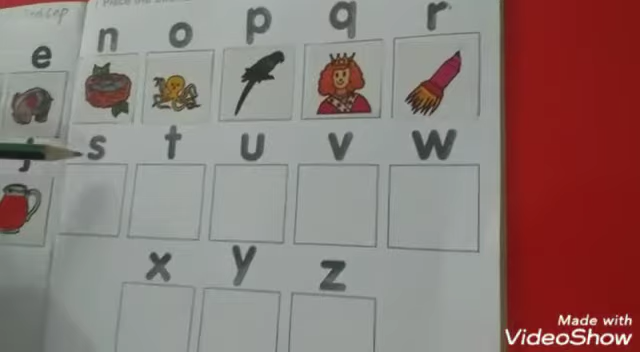 e n o p q r
j s t u v w
x y z
Made with
VideoShow